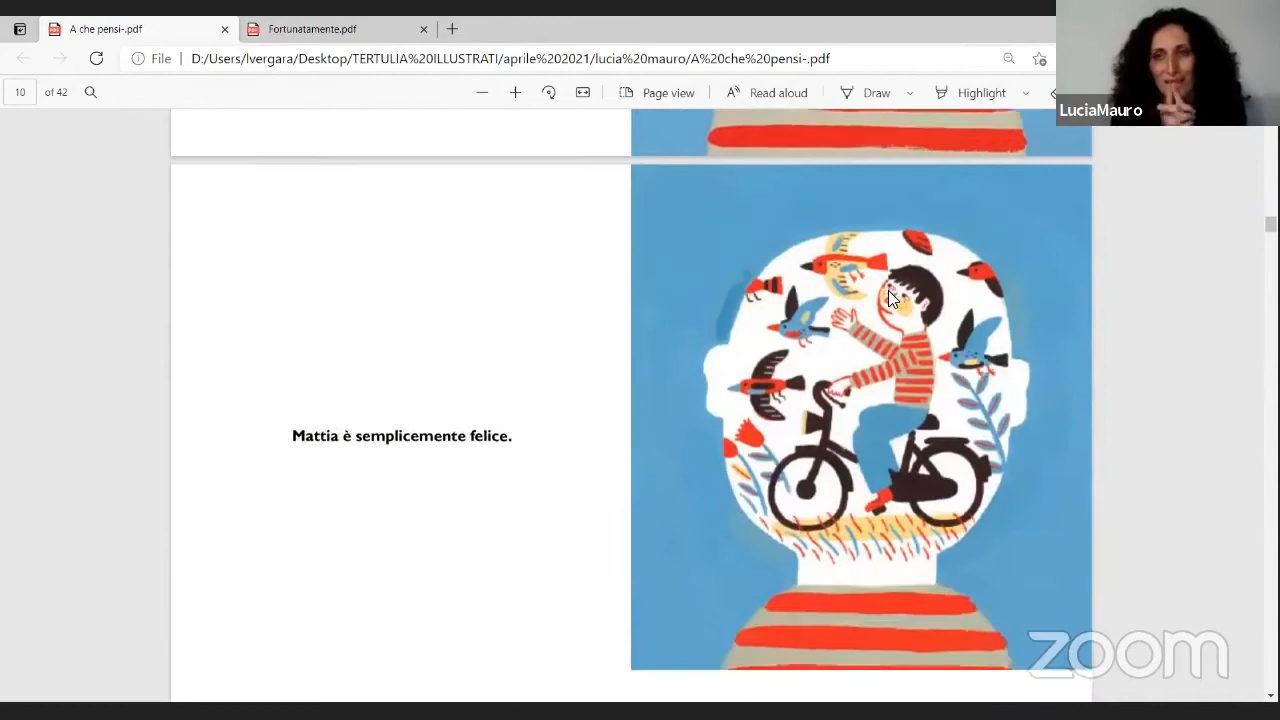 A che pensi-.pdf
Fortunatamente.pdf
File
D:/Users/lvergara/Desktop/TERTULIA%20ILLUSTRATI/aprile%202021/lucia%20mauro/A%20che%20pensi-.pdf
10 of 42
Page view
Read aloud
Draw
Highlight
LuciaMauro
Mattia è semplicemente felice.
zoom